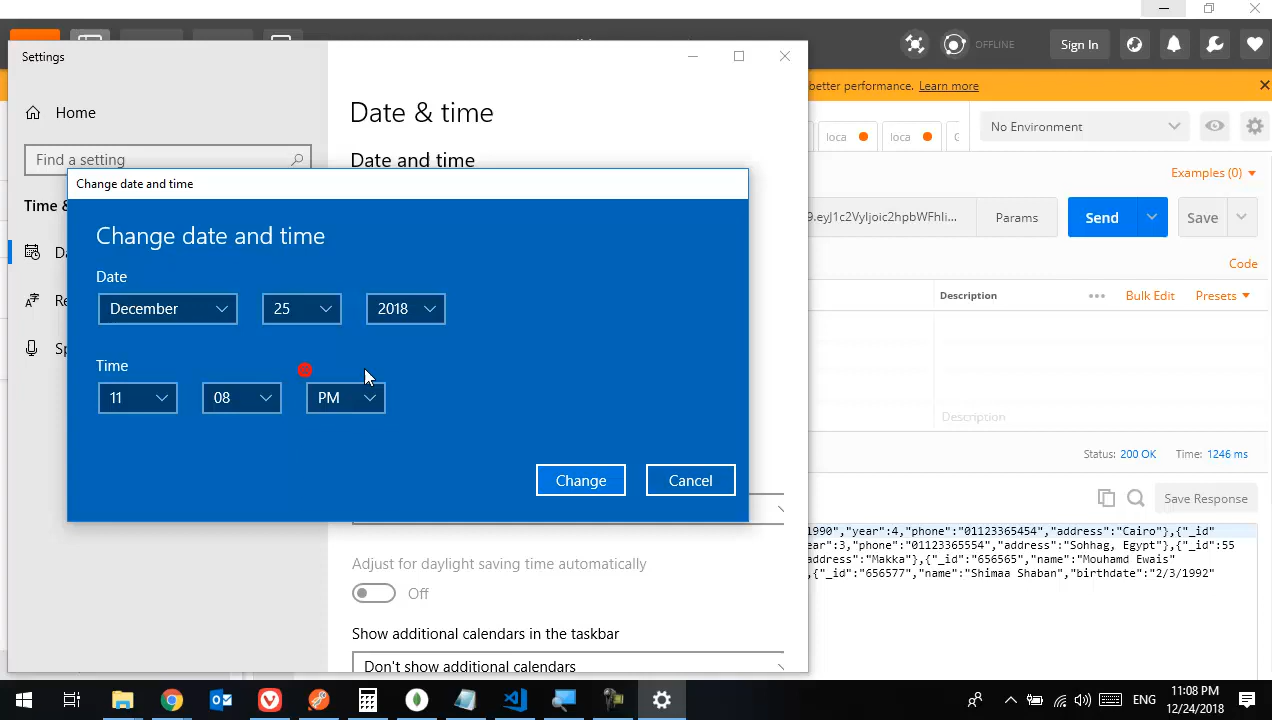 Settings
OFFLINE
Sign In
better performance. Learn more
Home
Find a setting
Time &
Date & time
Date and time
loca
loca
No Environment
Examples (0)
9.eyJ1c2VyIjoic2hpbWFhIi...
Params
Send
Save
Code
Description
Bulk Edit
Presets
Description
Change date and time
Change date and time
Date
December
25
2018
Time
11
08
PM
Change
Cancel
Status: 200 OK
Time: 1246 ms
Save Response
1990","year":4,"phone":"01123365454","address":"Cairo"},{"_id"
ear":3,"phone":"01123365554","address":"Sohhag, Egypt"},{"_id":55
address":"Makka"},{"_id":"656565","name":"Mouhamd Ewais"
,{"_id":"656577","name":"Shimaa Shaban","birthdate":"2/3/1992"
Adjust for daylight saving time automatically
Off
Show additional calendars in the taskbar
Don't show additional calendars
ENG
11:08 PM
12/24/2018